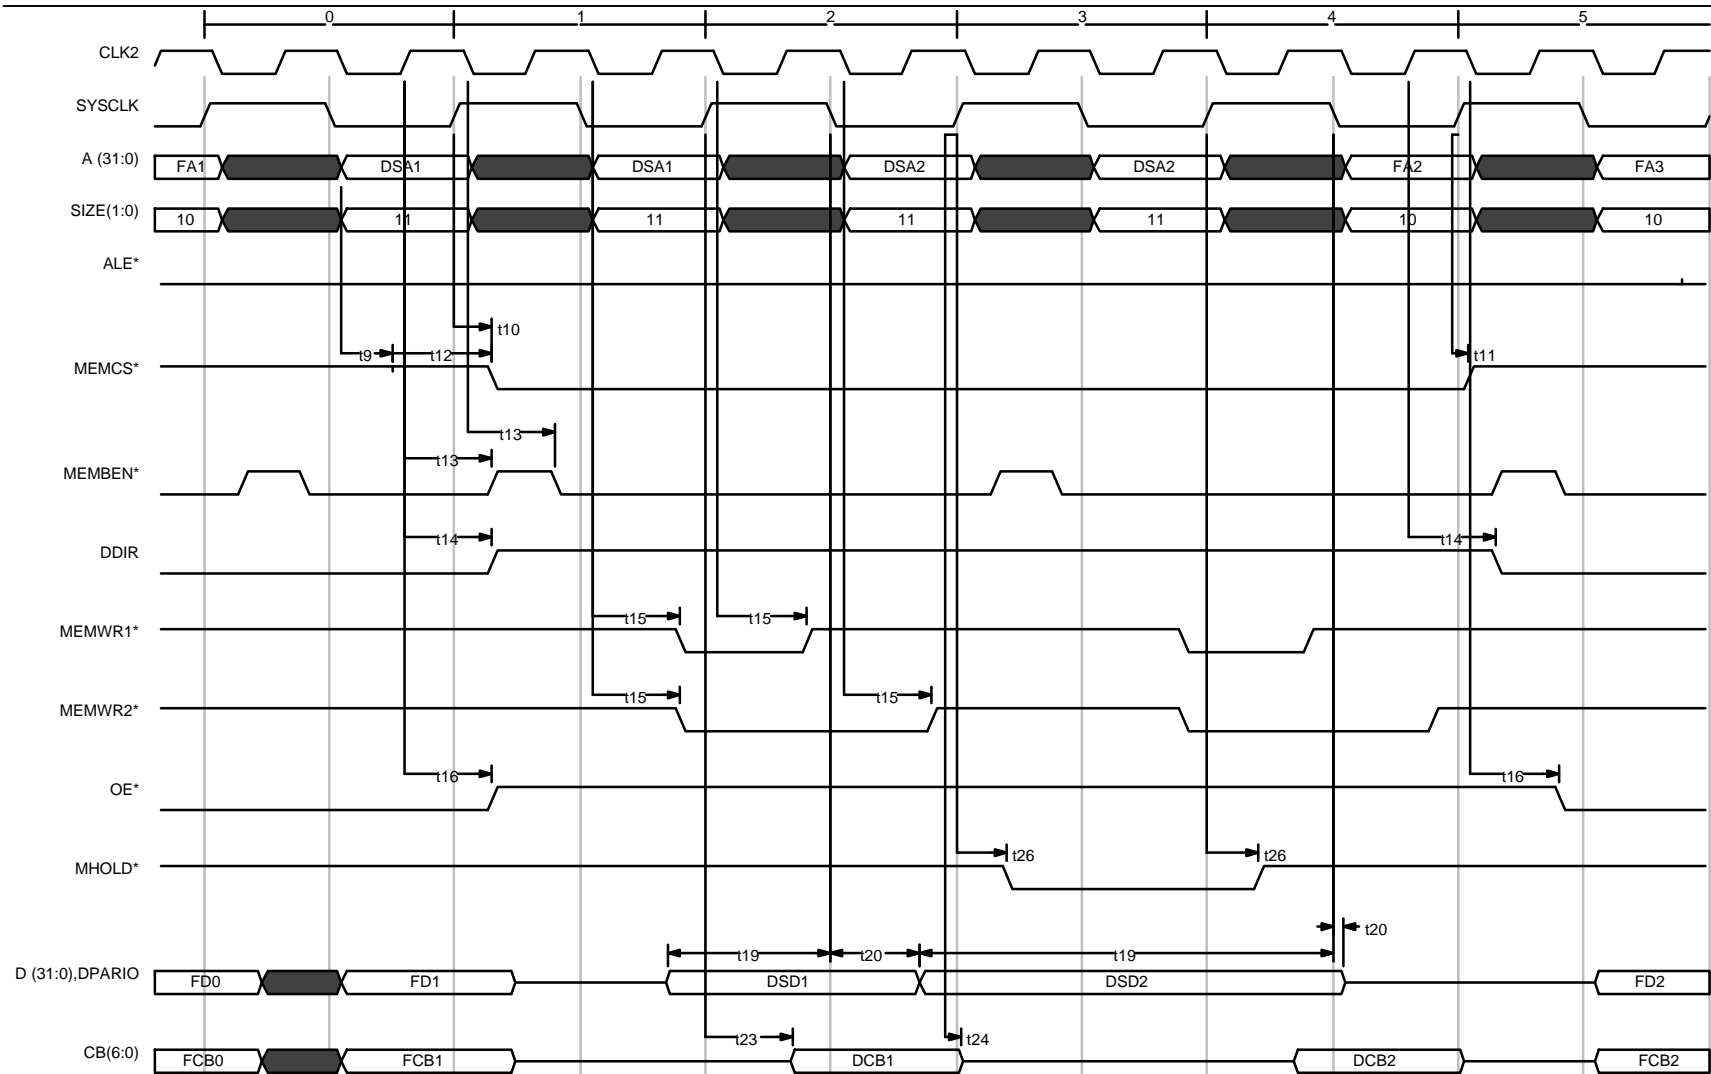 0 1 2 3 4 5
CLK2
SYSCLK
A (31:0) FA1 DSA1 DSA1 DSA2 DSA2 FA2 FA3
SIZE(1:0) 10 11 11 11 11 10 10
ALE*
t10
t9 t12 t11
MEMCS*
t13
t13
MEMBEN*
t14 t14
DDIR
t15 t15
MEMWR1*
t15 t15
MEMWR2*
t16 t16
OE*
t26 t26
MHOLD*
t20
t19 t20 t19
D (31:0),DPARIO FD0 FD1 DSD1 DSD2 FD2
t23 t24
CB(6:0) FCB0 FCB1 DCB1 DCB2 FCB2